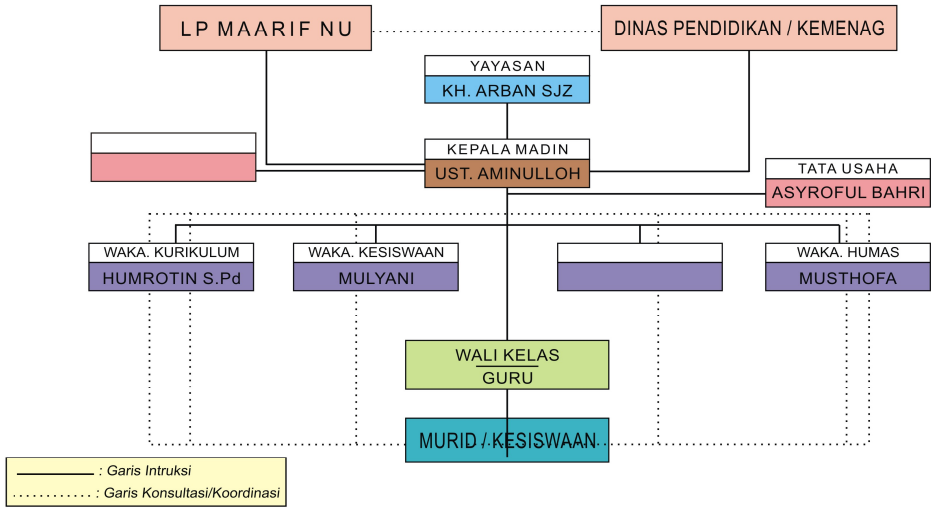 LP MAARIF NU
DINAS PENDIDIKAN / KEMENAG
YAYASAN
KH. ARBAN SJZ
KEPALA MADIN
UST. AMINULLOH
TATA USAHA
ASYROFUL BAHRI
WAKA. KURIKULUM
HUMROTIN S.Pd
WAKA. KESISWAAN
MULYANI
WAKA. HUMAS
MUSTHOFA
WALI KELAS
GURU
MURID / KESISWAAN
: Garis Intruksi
: Garis Konsultasi/Koordinasi